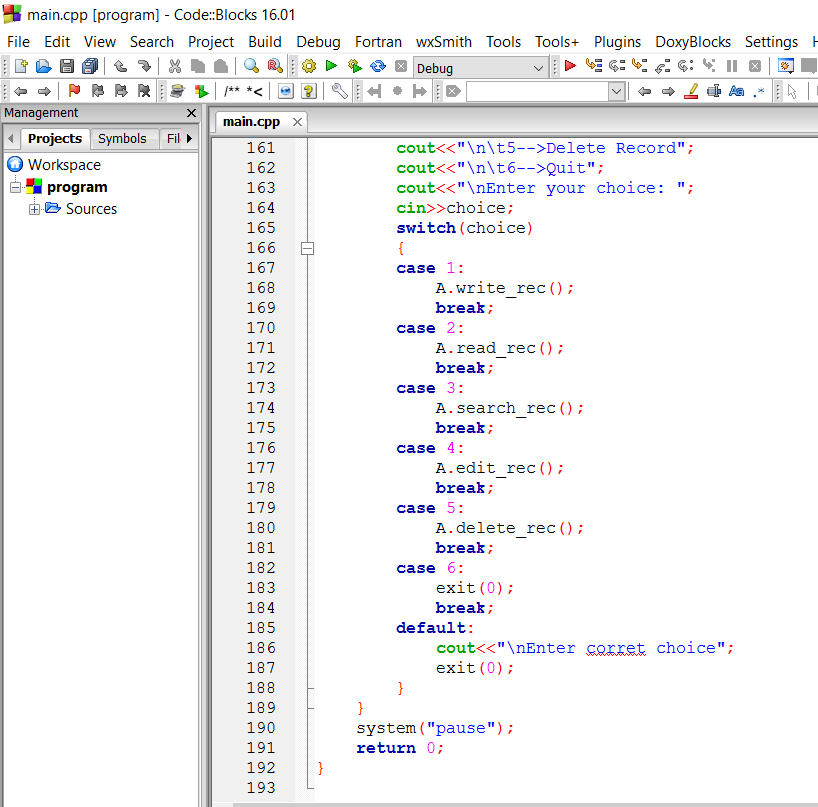 main.cpp [program] - Code::Blocks 16.01
File Edit View Search Project Build Debug Fortran wxSmith Tools Tools+ Plugins DoxyBlocks Settings H
Debug
/** *<
Management
Projects Symbols Fil
main.cpp
Workspace
program
Sources
161 cout<<"\n\t5-->Delete Record";
162 cout<<"\n\t6-->Quit";
163 cout<<"\nEnter your choice: ";
164 cin>>choice;
165 switch(choice)
166 {
167 case 1:
168 A.write_rec();
169 break;
170 case 2:
171 A.read_rec();
172 break;
173 case 3:
174 A.search_rec();
175 break;
176 case 4:
177 A.edit_rec();
178 break;
179 case 5:
180 A.delete_rec();
181 break;
182 case 6:
183 exit(0);
184 break;
185 default:
186 cout<<"\nEnter corret choice";
187 exit(0);
188 }
189 }
190 system("pause");
191 return 0;
192 }
193